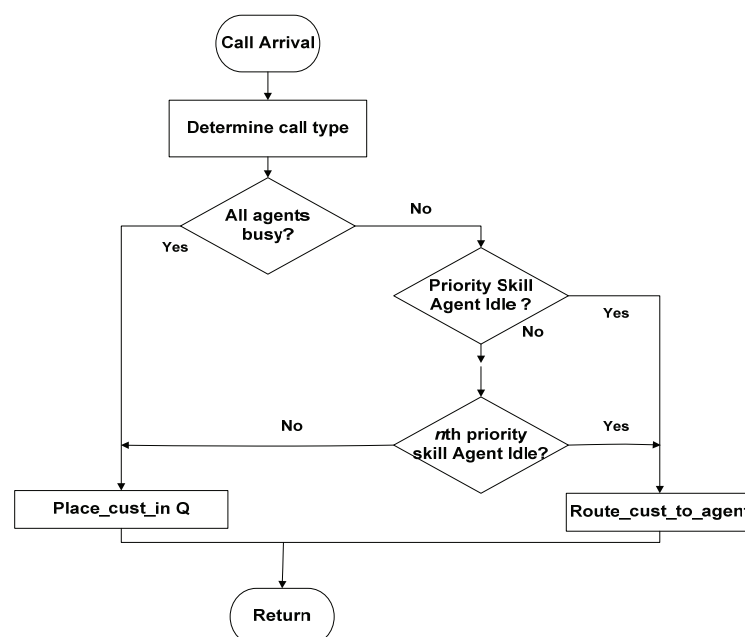 Call Arrival
Determine call type
All agents
busy?
No
Yes
Priority Skill
Agent Idle ?
Yes
No
No
nth priority
skill Agent Idle?
Yes
Place_cust_in Q
Route_cust_to_agent
Return